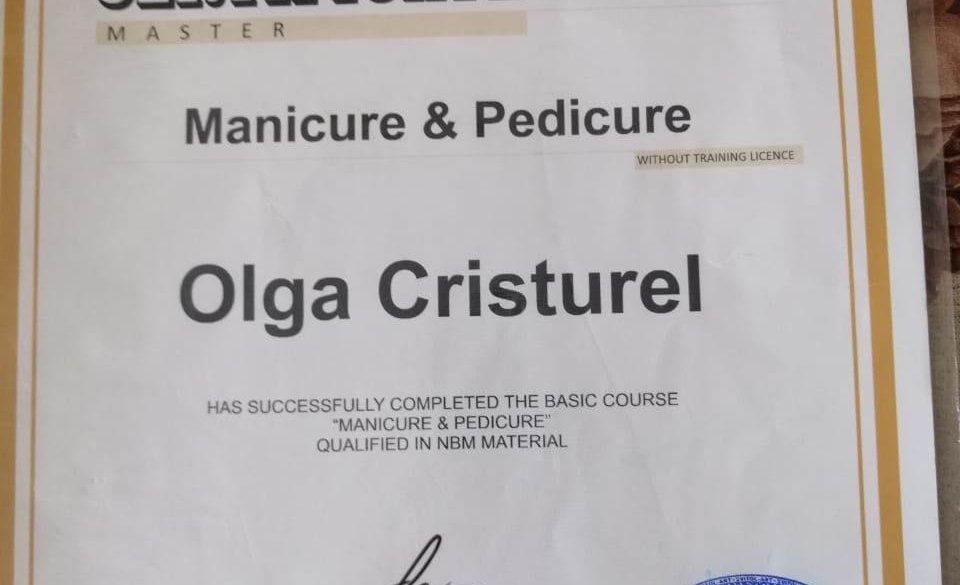 MASTER
Manicure & Pedicure
WITHOUT TRAINING LICENCE
Olga Cristurel
HAS SUCCESSFULLY COMPLETED THE BASIC COURSE
“MANICURE & PEDICURE”
QUALIFIED IN NBM MATERIAL